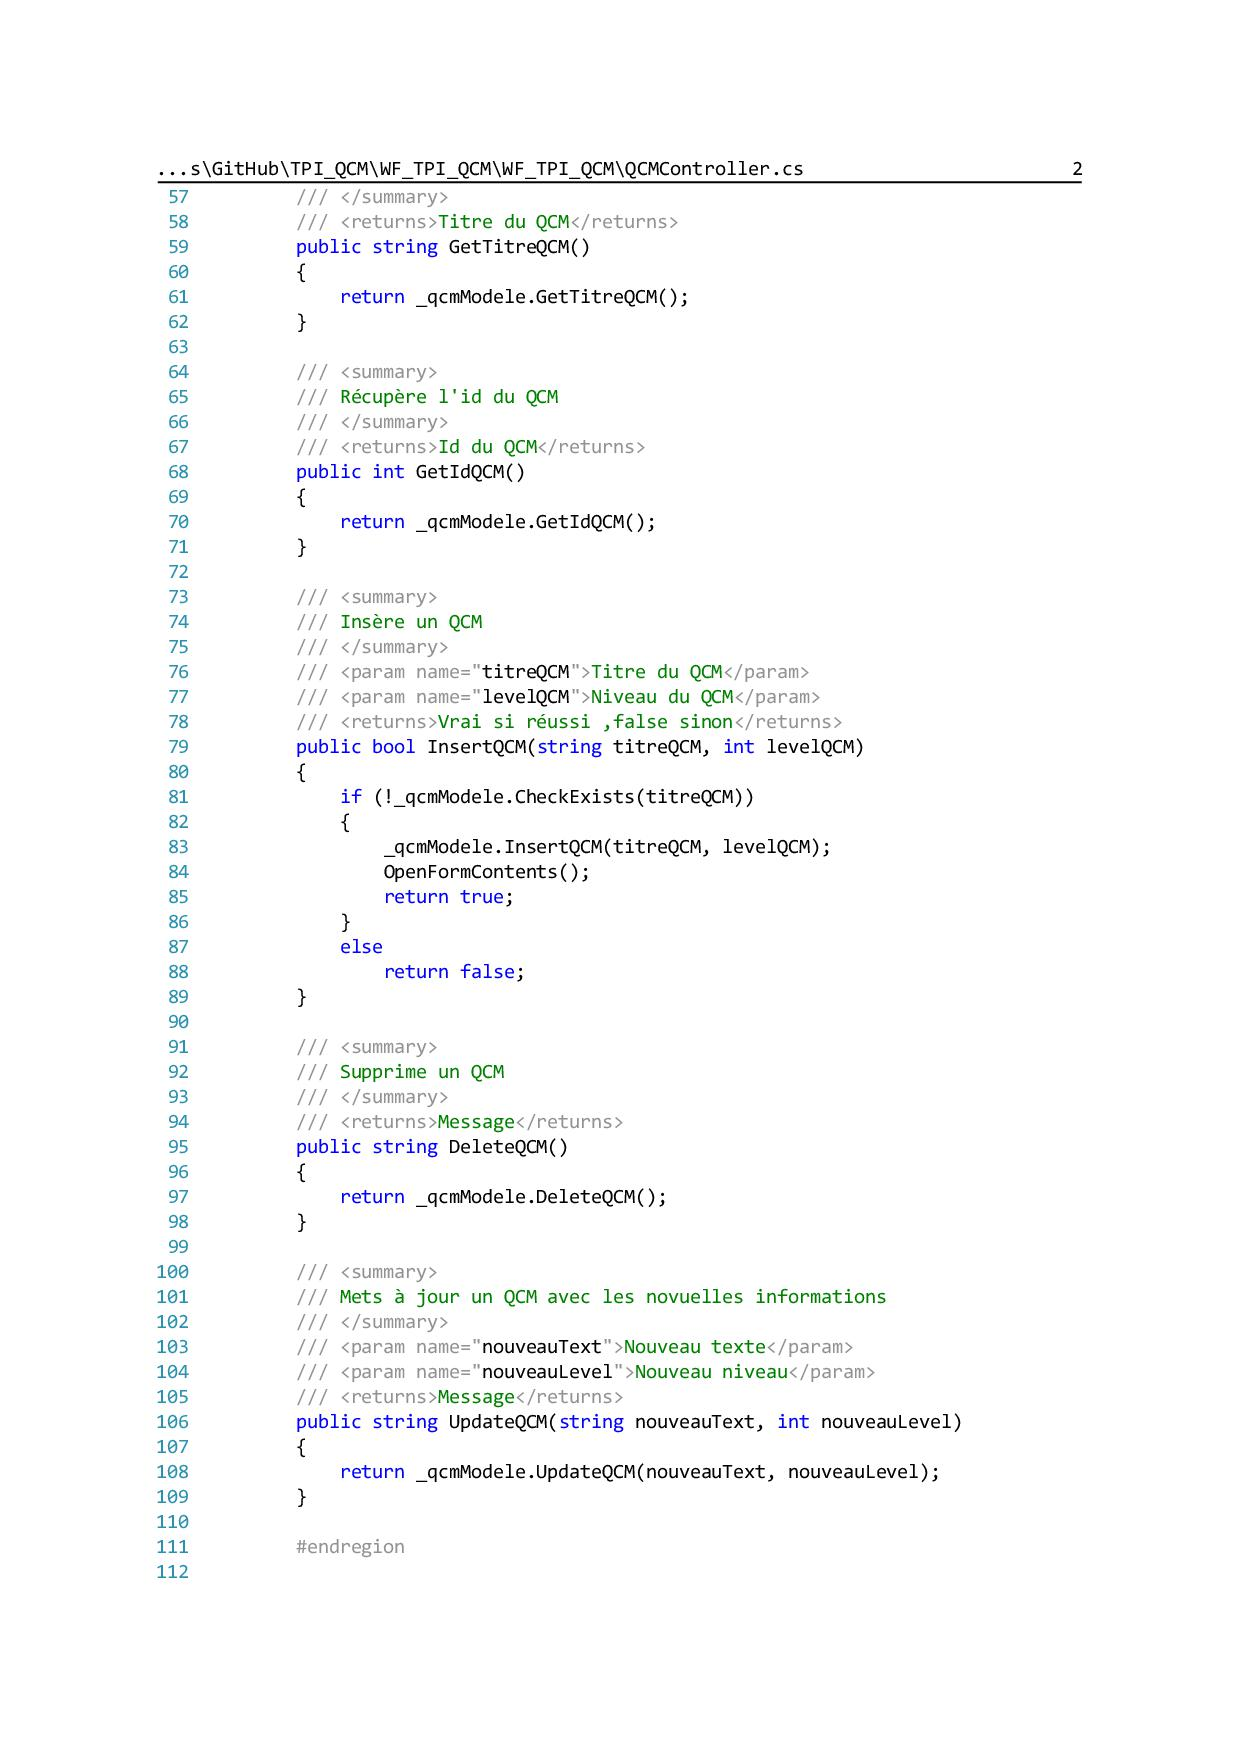 ...s\GitHub\TPI_QCM\WF_TPI_QCM\WF_TPI_QCM\QCMController.cs 2
57 /// </summary>
58 /// <returns>Titre du QCM</returns>
59 public string GetTitreQCM()
60 {
61 return _qcmModele.GetTitreQCM();
62 }
63
64 /// <summary>
65 /// Récupère l'id du QCM
66 /// </summary>
67 /// <returns>Id du QCM</returns>
68 public int GetIdQCM()
69 {
70 return _qcmModele.GetIdQCM();
71 }
72
73 /// <summary>
74 /// Insère un QCM
75 /// </summary>
76 /// <param name="titreQCM">Titre du QCM</param>
77 /// <param name="levelQCM">Niveau du QCM</param>
78 /// <returns>Vrai si réussi ,false sinon</returns>
79 public bool InsertQCM(string titreQCM, int levelQCM)
80 {
81 if (!_qcmModele.CheckExists(titreQCM))
82 {
83 _qcmModele.InsertQCM(titreQCM, levelQCM);
84 OpenFormContents();
85 return true;
86 }
87 else
88 return false;
89 }
90
91 /// <summary>
92 /// Supprime un QCM
93 /// </summary>
94 /// <returns>Message</returns>
95 public string DeleteQCM()
96 {
97 return _qcmModele.DeleteQCM();
98 }
99
100 /// <summary>
101 /// Mets à jour un QCM avec les novuelles informations
102 /// </summary>
103 /// <param name="nouveauText">Nouveau texte</param>
104 /// <param name="nouveauLevel">Nouveau niveau</param>
105 /// <returns>Message</returns>
106 public string UpdateQCM(string nouveauText, int nouveauLevel)
107 {
108 return _qcmModele.UpdateQCM(nouveauText, nouveauLevel);
109 }
110
111 #endregion
112